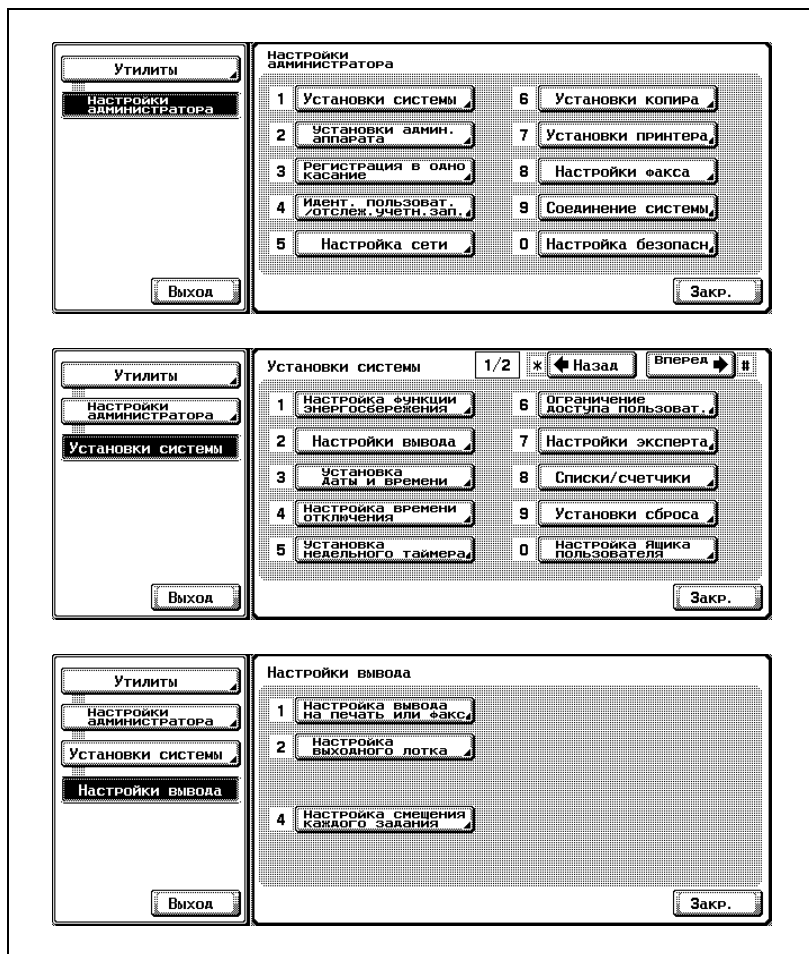 Утилиты
Настройки
администратора
Выход
Настройки
администратора
1 Установки системы
2 Установки админ.
аппарата
3 Регистрация в одно
касание
4 Идент. пользоват.
/отслеж.учетн.зап.
5 Настройка сети
6 Установки копира
7 Установки принтера
8 Настройки факса
9 Соединение системы
0 Настройка безопасн
Закр.
Утилиты
Настройки
администратора
Установки системы
Выход
Установки системы 1/2 * Назад Вперед #
1 Настройка функции
энергосбережения
2 Настройки вывода
3 Установка
даты и времени
4 Настройка времени
отключения
5 Установка
недельного таймера
6 Ограничение
доступа пользоват.
7 Настройки эксперта
8 Списки/счетчики
9 Установки сброса
0 Настройка Ящика
пользователя
Закр.
Утилиты
Настройки
администратора
Установки системы
Настройки вывода
Выход
Настройки вывода
1 Настройка вывода
на печать или факс
2 Настройка
выходного лотка
4 Настройка смещения
каждого задания
Закр.